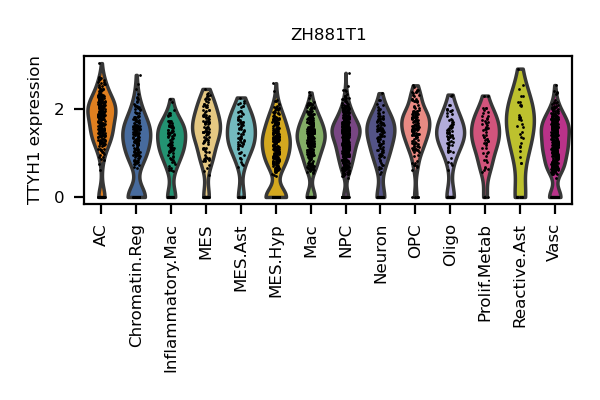 ZH881T1
TTYH1 expression
2
0
AC
Chromatin.Reg
Inflammatory.Mac
MES
MES.Ast
MES.Hyp
Mac
NPC
Neuron
OPC
Oligo
Prolif.Metab
Reactive.Ast
Vasc